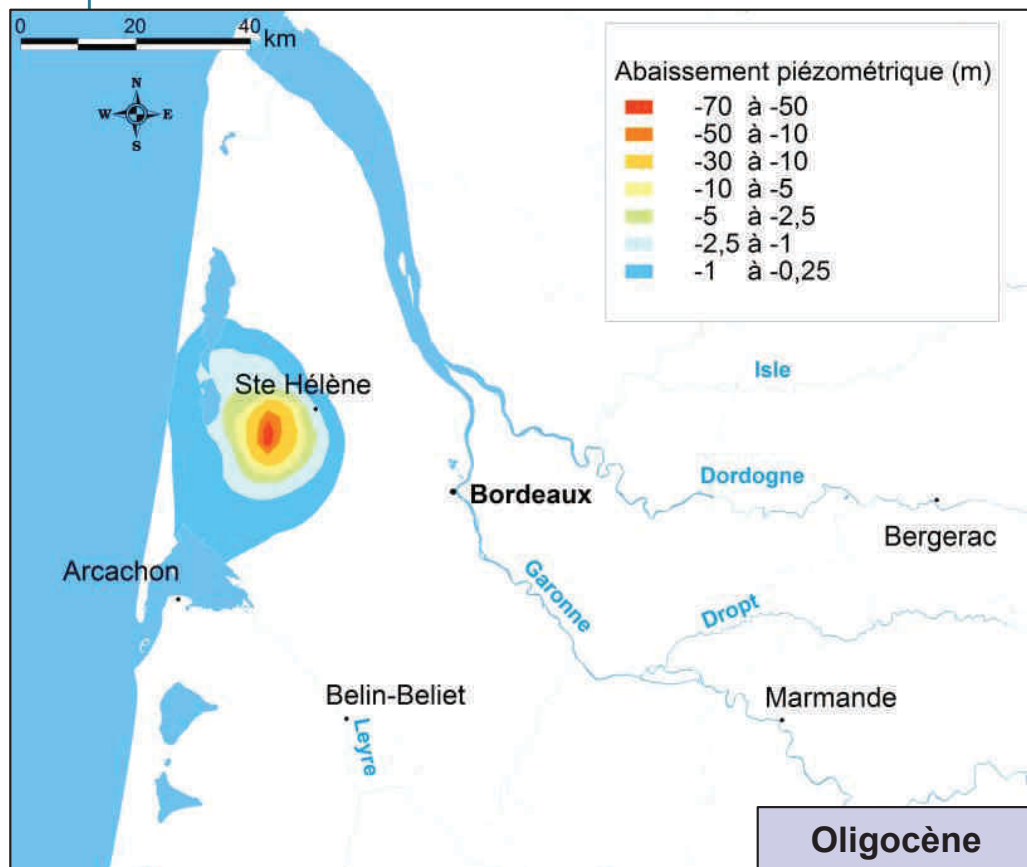 0 20 40
km
N
W E
S
Abaissement piézométrique (m)
-70 à -50
-50 à -10
-30 à -10
-10 à -5
-5 à -2,5
-2,5 à -1
-1 à -0,25
Isle
Ste Hélène
Dordogne
Bordeaux
Bergerac
Arcachon
Garonne
Dropt
Belin-Beliet
Marmande
Leyre
Oligocène